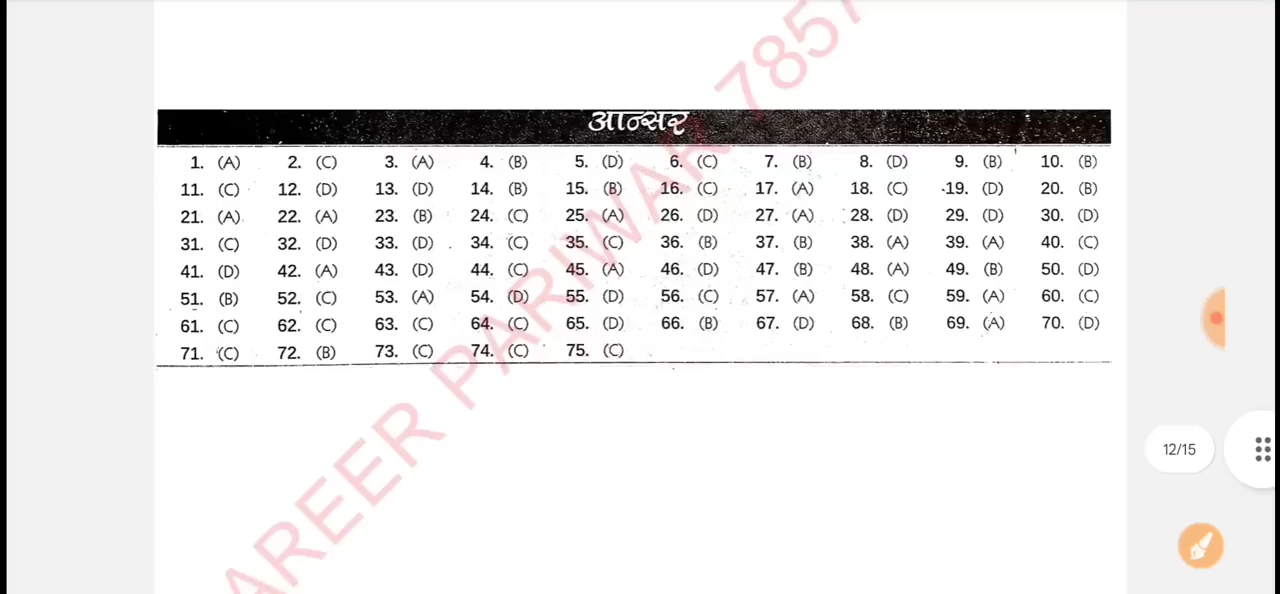 आन्सर
1. (A) 2. (C) 3. (A) 4. (B) 5. (D) 6. (C) 7. (B) 8. (D) 9. (B) 10. (B)
11. (C) 12. (D) 13. (D) 14. (B) 15. (B) 16. (C) 17. (A) 18. (C) 19. (D) 20. (B)
21. (A) 22. (A) 23. (B) 24. (C) 25. (A) 26. (D) 27. (A) 28. (D) 29. (D) 30. (D)
31. (C) 32. (D) 33. (D) 34. (C) 35. (C) 36. (B) 37. (B) 38. (A) 39. (A) 40. (C)
41. (D) 42. (A) 43. (D) 44. (C) 45. (A) 46. (D) 47. (B) 48. (A) 49. (B) 50. (D)
51. (B) 52. (C) 53. (A) 54. (D) 55. (D) 56. (C) 57. (A) 58. (C) 59. (A) 60. (C)
61. (C) 62. (C) 63. (C) 64. (C) 65. (D) 66. (B) 67. (D) 68. (B) 69. (A) 70. (D)
71. (C) 72. (B) 73. (C) 74. (C) 75. (C)
AREER PARIWAR 7857
12/15